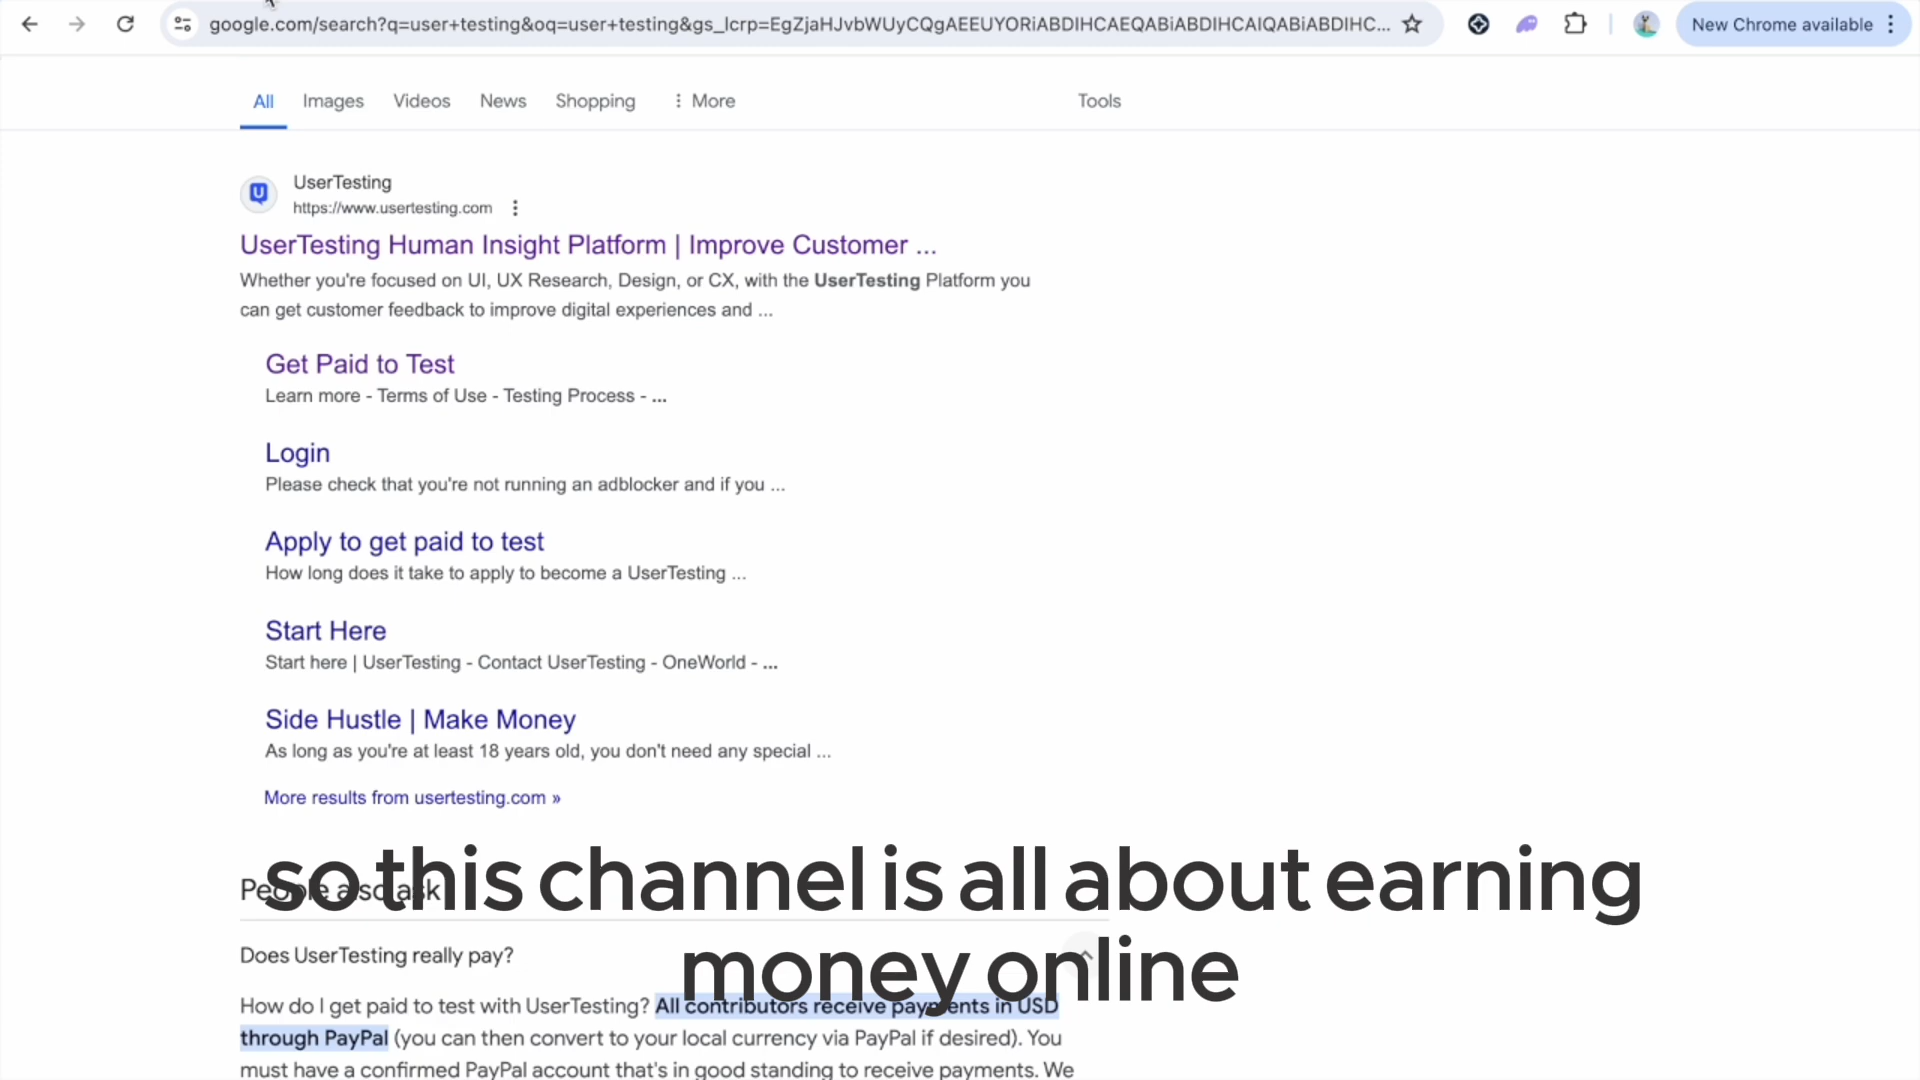 google.com/search?q=user+testing&oq=user+testing&gs_lcrp=EgZjaHJvbWUyCQgAEEUYORiABDIHCAEQABiABDIHCAIQABiABDIHC...
New Chrome available
All Images Videos News Shopping More Tools
UserTesting
https://www.usertesting.com
UserTesting Human Insight Platform | Improve Customer ...
Whether you're focused on UI, UX Research, Design, or CX, with the UserTesting Platform you
can get customer feedback to improve digital experiences and ...
Get Paid to Test
Learn more - Terms of Use - Testing Process - ...
Login
Please check that you're not running an adblocker and if you ...
Apply to get paid to test
How long does it take to apply to become a UserTesting ...
Start Here
Start here | UserTesting - Contact UserTesting - OneWorld - ...
Side Hustle | Make Money
As long as you're at least 18 years old, you don't need any special ...
More results from usertesting.com »
People also ask
so this channel is all about earning
money online
Does UserTesting really pay?
How do I get paid to test with UserTesting? All contributors receive payments in USD
through PayPal (you can then convert to your local currency via PayPal if desired). You
must have a confirmed PayPal account that's in good standing to receive payments. We